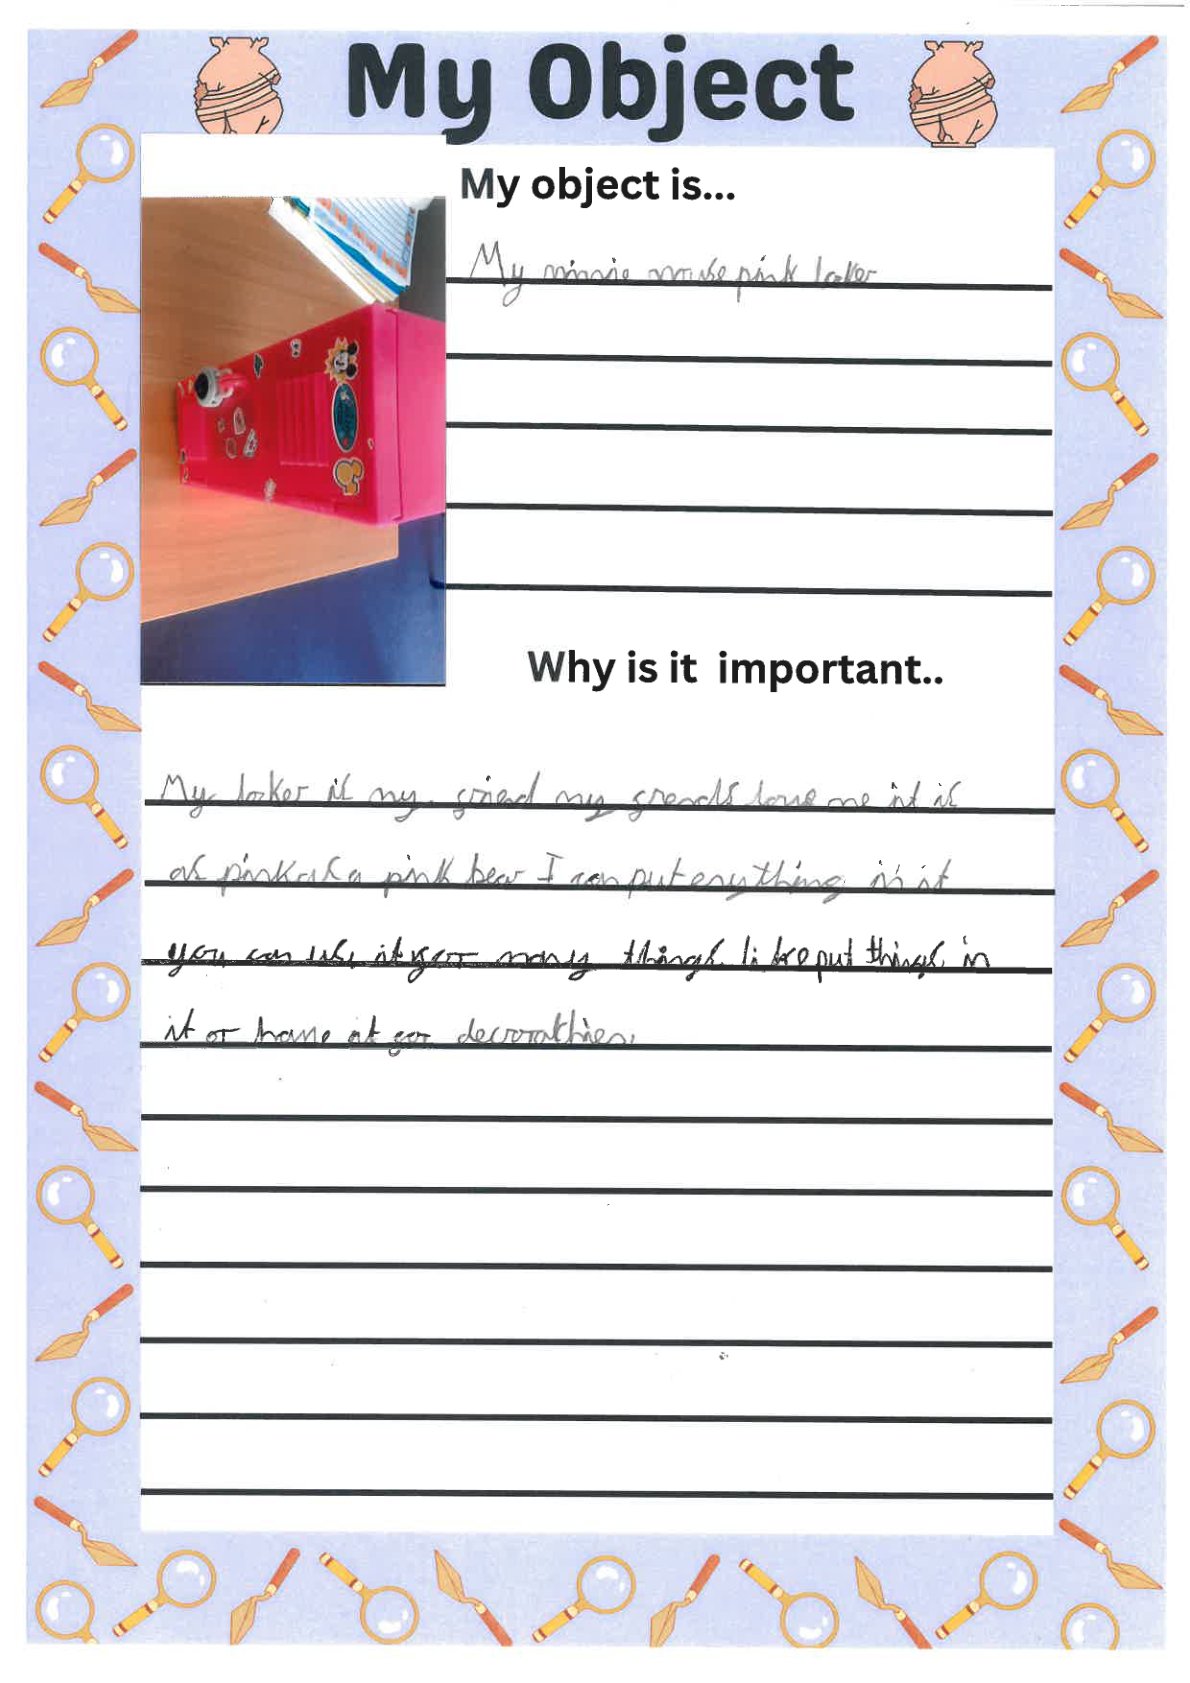 My Object
My object is...
My minnie mouse pink loker
Why is it important..
My loker is my friend my freends love me it is
as pink as a pink bear I can put enything in it
you can use it for many things like put things in
it or have it for decorathien.